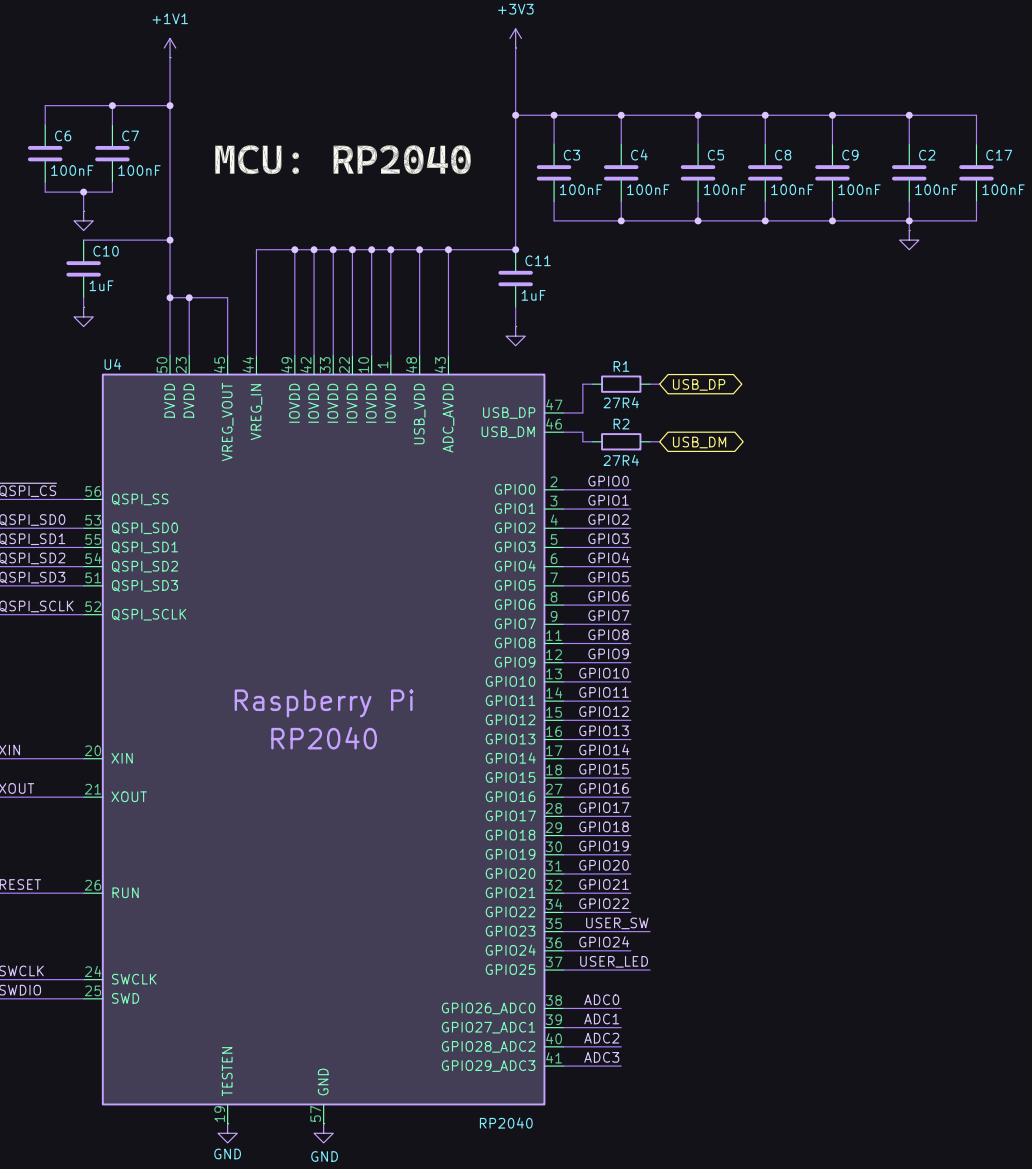 +1V1
+3V3
C6
100nF
C7
100nF
MCU: RP2040
C3
100nF
C4
100nF
C5
100nF
C8
100nF
C9
100nF
C2
100nF
C17
100nF
C10
1uF
C11
1uF
U4
50
23
45
44
49
42
33
22
10
1
48
43
DVDD
DVDD
VREG_VOUT
VREG_IN
IOVDD
IOVDD
IOVDD
IOVDD
IOVDD
IOVDD
USB_VDD
ADC_AVDD
R1
27R4
USB_DP
R2
27R4
USB_DM
USB_DP 47
USB_DM 46
QSPI_CS 56 QSPI_SS
QSPI_SD0 53 QSPI_SD0
QSPI_SD1 55 QSPI_SD1
QSPI_SD2 54 QSPI_SD2
QSPI_SD3 51 QSPI_SD3
QSPI_SCLK 52 QSPI_SCLK
XIN 20 XIN
XOUT 21 XOUT
RESET 26 RUN
SWCLK 24 SWCLK
SWDIO 25 SWD
Raspberry Pi
RP2040
GPIO0 2 GPIO0
GPIO1 3 GPIO1
GPIO2 4 GPIO2
GPIO3 5 GPIO3
GPIO4 6 GPIO4
GPIO5 7 GPIO5
GPIO6 8 GPIO6
GPIO7 9 GPIO7
GPIO8 11 GPIO8
GPIO9 12 GPIO9
GPIO10 13 GPIO10
GPIO11 14 GPIO11
GPIO12 15 GPIO12
GPIO13 16 GPIO13
GPIO14 17 GPIO14
GPIO15 18 GPIO15
GPIO16 27 GPIO16
GPIO17 28 GPIO17
GPIO18 29 GPIO18
GPIO19 30 GPIO19
GPIO20 31 GPIO20
GPIO21 32 GPIO21
GPIO22 34 GPIO22
GPIO23 35 USER_SW
GPIO24 36 GPIO24
GPIO25 37 USER_LED
GPIO26_ADC0 38 ADC0
GPIO27_ADC1 39 ADC1
GPIO28_ADC2 40 ADC2
GPIO29_ADC3 41 ADC3
TESTEN
19
GND
GND
57
GND
RP2040